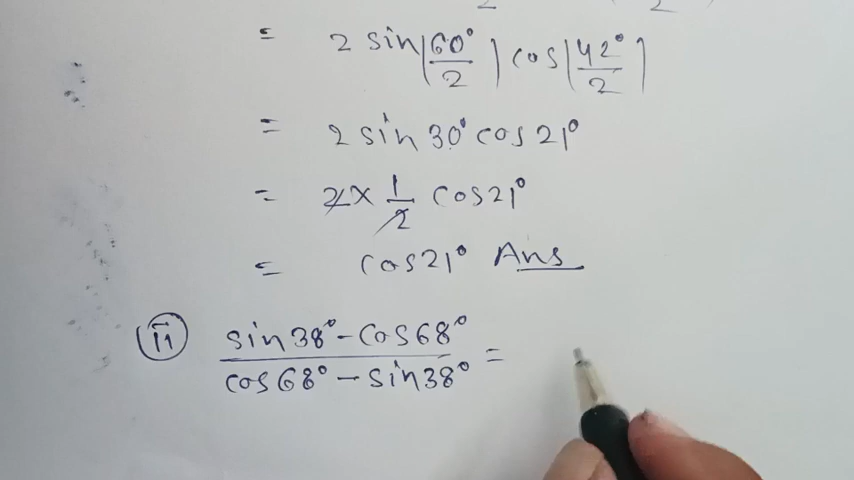 = 2 sin(60°/2) cos(42°/2)
= 2 sin 30° cos 21°
= 2 × 1/2 cos 21°
= cos 21° Ans
(ii) sin 38° - cos 68° / cos 68° - sin 38° =